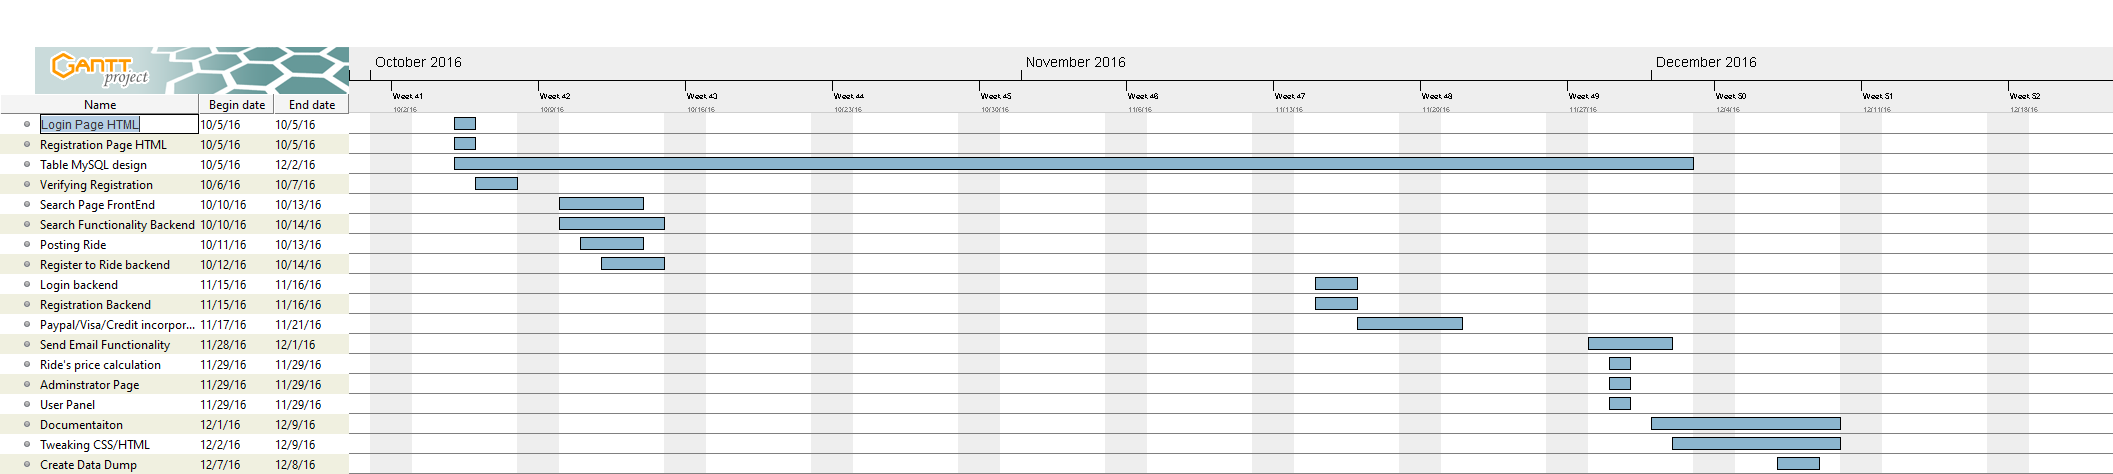 GANTT project
October 2016 November 2016 December 2016
Name Begin date End date
Week 41 Week 42 Week 43 Week 44 Week 45 Week 46 Week 47 Week 48 Week 49 Week 50 Week 51 Week 52
10/2/16 10/9/16 10/16/16 10/23/16 10/30/16 11/6/16 11/13/16 11/20/16 11/27/16 12/4/16 12/11/16 12/18/16
Login Page HTML 10/5/16 10/5/16
Registration Page HTML 10/5/16 10/5/16
Table MySQL design 10/5/16 12/2/16
Verifying Registration 10/6/16 10/7/16
Search Page FrontEnd 10/10/16 10/13/16
Search Functionality Backend 10/10/16 10/14/16
Posting Ride 10/11/16 10/13/16
Register to Ride backend 10/12/16 10/14/16
Login backend 11/15/16 11/16/16
Registration Backend 11/15/16 11/16/16
Paypal/Visa/Credit incorpor... 11/17/16 11/21/16
Send Email Functionality 11/28/16 12/1/16
Ride's price calculation 11/29/16 11/29/16
Adminstrator Page 11/29/16 11/29/16
User Panel 11/29/16 11/29/16
Documentaiton 12/1/16 12/9/16
Tweaking CSS/HTML 12/2/16 12/9/16
Create Data Dump 12/7/16 12/8/16